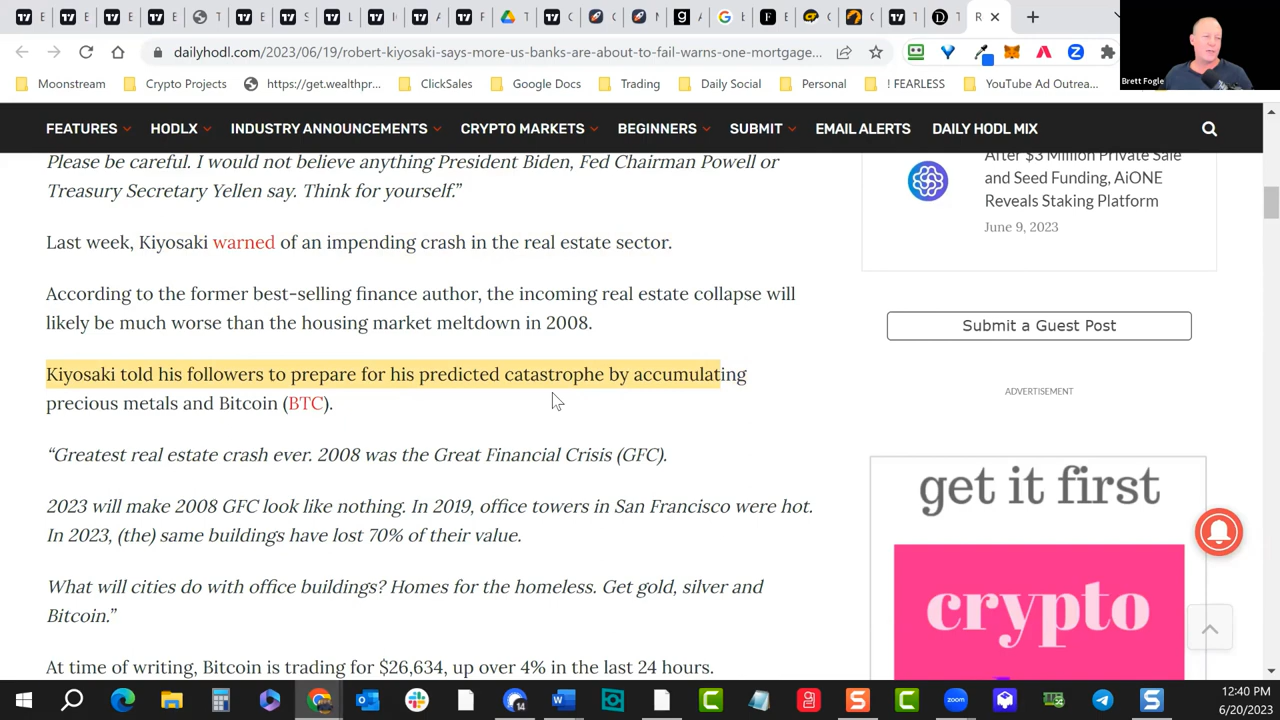 dailyhodl.com/2023/06/19/robert-kiyosaki-says-more-us-banks-are-about-to-fail-warns-one-mortgage...
Brett Fogle
Moonstream Crypto Projects https://get.wealthpr... ClickSales Google Docs Trading Daily Social Personal ! FEARLESS YouTube Ad Outrea...
FEATURES HODLX INDUSTRY ANNOUNCEMENTS CRYPTO MARKETS BEGINNERS SUBMIT EMAIL ALERTS DAILY HODL MIX
Please be careful. I would not believe anything President Biden, Fed Chairman Powell or
Treasury Secretary Yellen say. Think for yourself.”
Last week, Kiyosaki warned of an impending crash in the real estate sector.
According to the former best-selling finance author, the incoming real estate collapse will
likely be much worse than the housing market meltdown in 2008.
Kiyosaki told his followers to prepare for his predicted catastrophe by accumulating
precious metals and Bitcoin (BTC).
“Greatest real estate crash ever. 2008 was the Great Financial Crisis (GFC).
2023 will make 2008 GFC look like nothing. In 2019, office towers in San Francisco were hot.
In 2023, (the) same buildings have lost 70% of their value.
What will cities do with office buildings? Homes for the homeless. Get gold, silver and
Bitcoin.”
At time of writing, Bitcoin is trading for $26,634, up over 4% in the last 24 hours.
After $3 Million Private Sale
and Seed Funding, AiONE
Reveals Staking Platform
June 9, 2023
Submit a Guest Post
ADVERTISEMENT
get it first
crypto
12:40 PM
6/20/2023